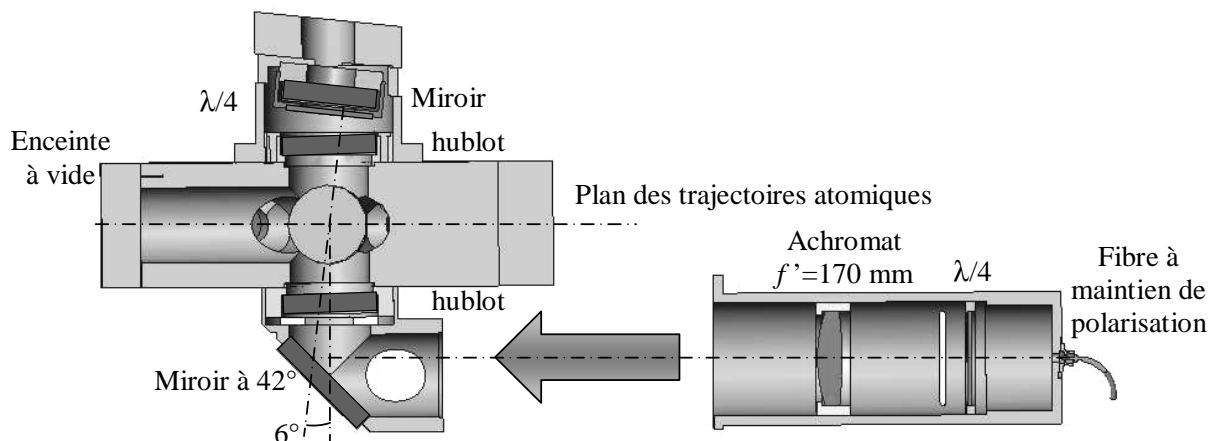 λ/4
Miroir
hublot
Enceinte
à vide
Plan des trajectoires atomiques
Achromat
f'=170 mm
λ/4
Fibre à
maintien de
polarisation
hublot
Miroir à 42°
6°